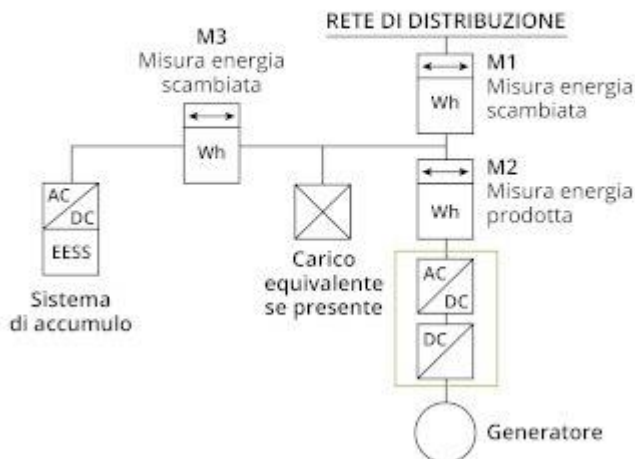 RETE DI DISTRIBUZIONE
M3
Misura energia
scambiata
Wh
M1
Misura energia
scambiata
Wh
M2
Misura energia
prodotta
Wh
AC
DC
EESS
Sistema
di accumulo
Carico
equivalente
se presente
AC
DC
DC
Generatore